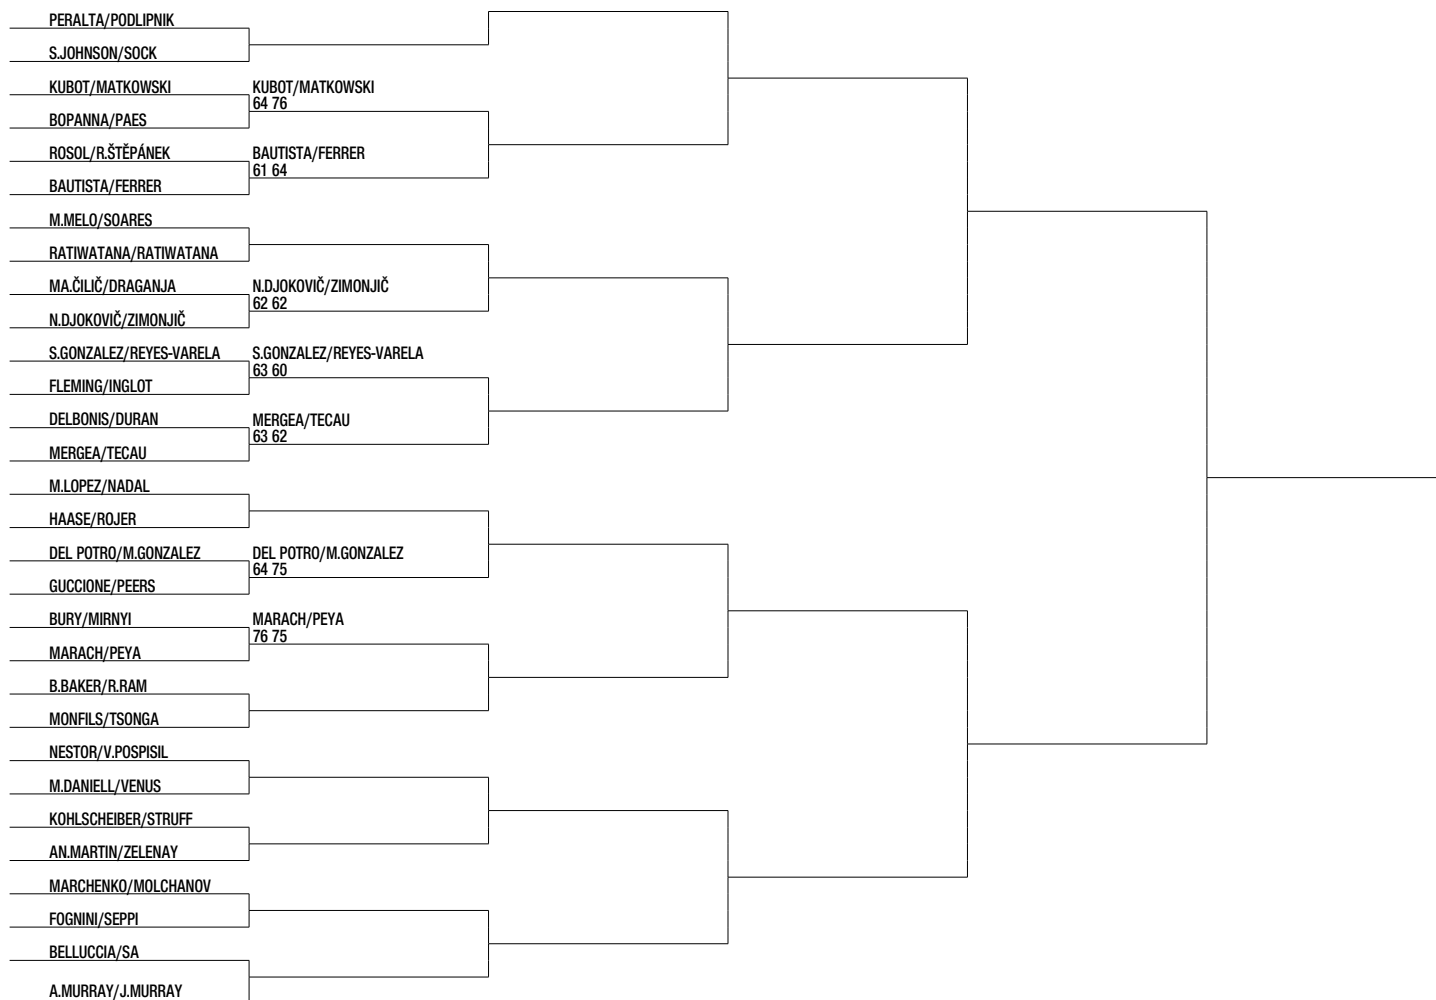 PERALTA/PODLIPNIK
S.JOHNSON/SOCK
KUBOT/MATKOWSKI
BOPANNA/PAES
ROSOL/R.ŠTĚPÁNEK
BAUTISTA/FERRER
M.MELO/SOARES
RATIWATANA/RATIWATANA
MA.ČILIČ/DRAGANJA
N.DJOKOVIČ/ZIMONJIČ
S.GONZALEZ/REYES-VARELA
FLEMING/INGLOT
DELBONIS/DURAN
MERGEA/TECAU
M.LOPEZ/NADAL
HAASE/ROJER
DEL POTRO/M.GONZALEZ
GUCCIONE/PEERS
BURY/MIRNYI
MARACH/PEYA
B.BAKER/R.RAM
MONFILS/TSONGA
NESTOR/V.POSPISIL
M.DANIELL/VENUS
KOHLSCHEIBER/STRUFF
AN.MARTIN/ZELENAY
MARCHENKO/MOLCHANOV
FOGNINI/SEPPI
BELLUCCIA/SA
A.MURRAY/J.MURRAY
KUBOT/MATKOWSKI
64 76
BAUTISTA/FERRER
61 64
N.DJOKOVIČ/ZIMONJIČ
62 62
S.GONZALEZ/REYES-VARELA
63 60
MERGEA/TECAU
63 62
DEL POTRO/M.GONZALEZ
64 75
MARACH/PEYA
76 75